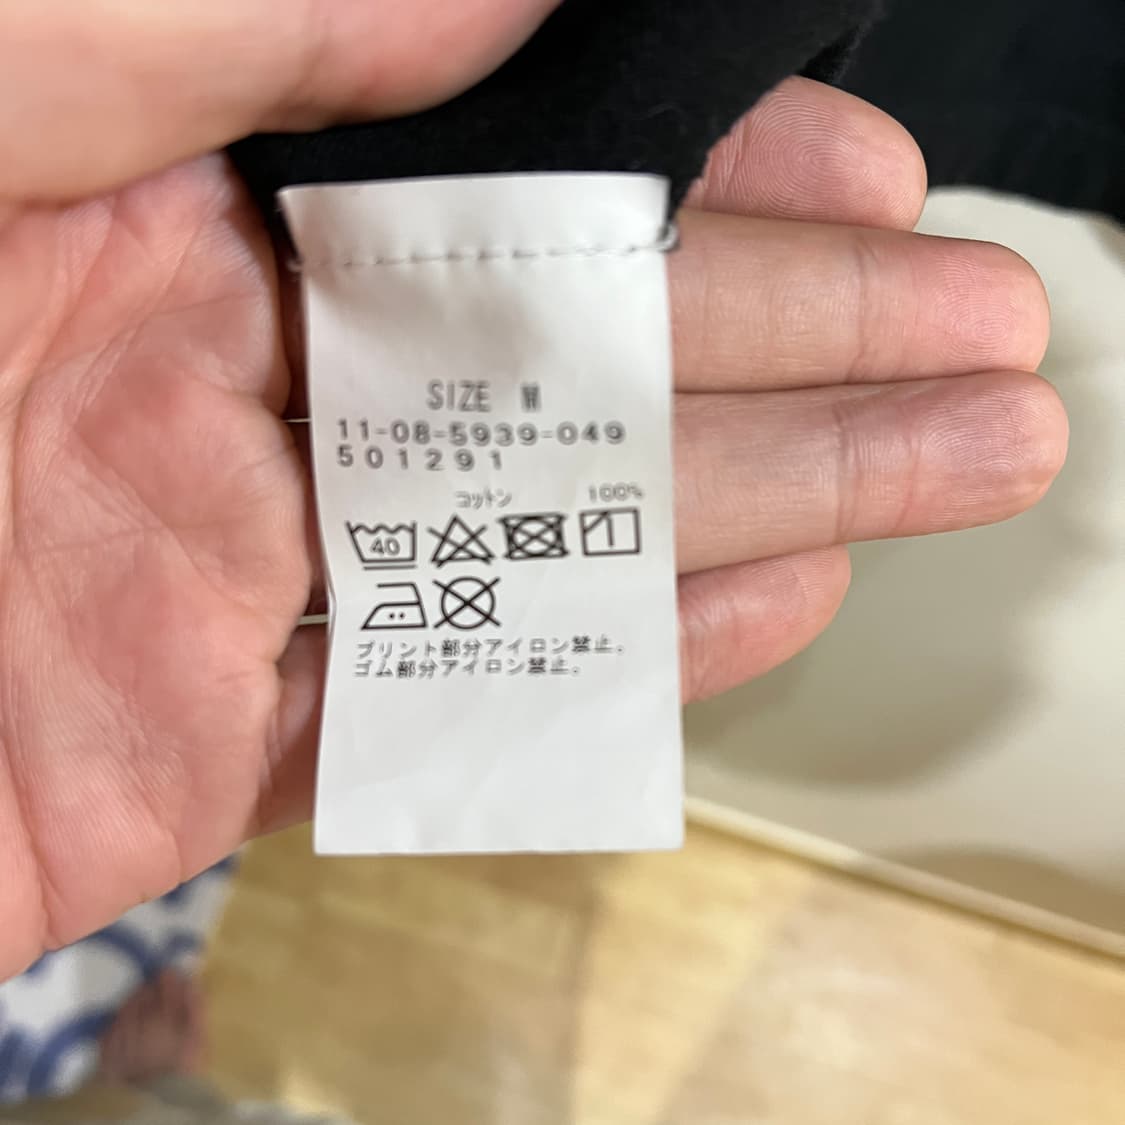 SIZE M
11-08-5939-049
501291
コットン 100%
40
プリント部分アイロン禁止.
ゴム部分アイロン禁止.